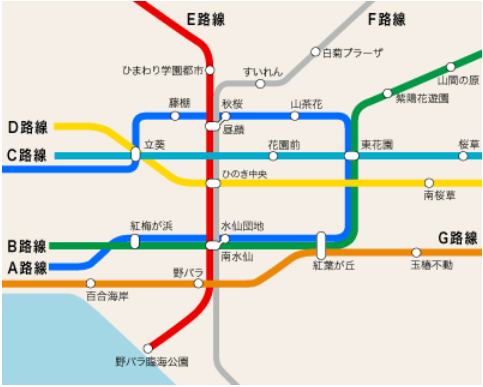 E路線
F路線
白菊プラーザ
ひまわり学園都市
すいれん
山間の原
紫陽花遊園
藤棚
秋桜
山茶花
D路線
昼顔
立葵
C路線
花園前
東花園
桜草
ひのき中央
南桜草
紅梅が浜
水仙団地
G路線
B路線
南水仙
A路線
紅葉が丘
玉椿不動
野バラ
百合海岸
野バラ臨海公園